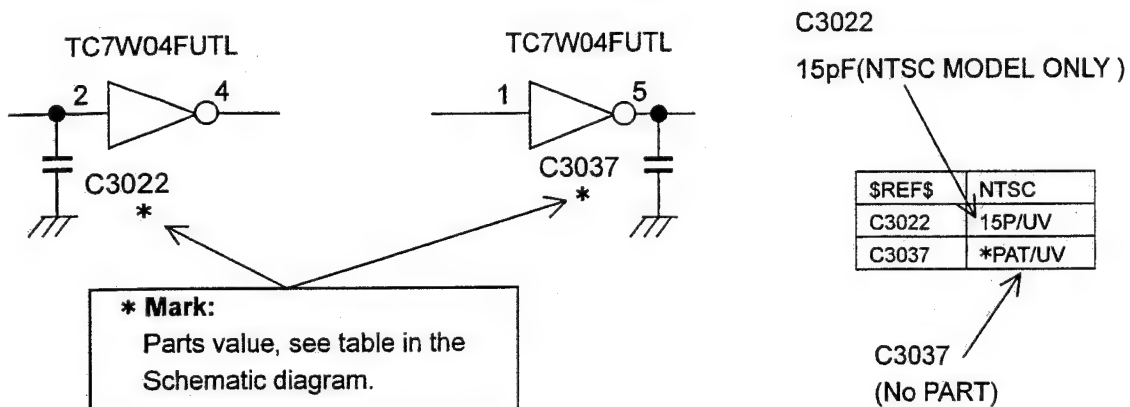 TC7W04FUTL
2
4
C3022
*
TC7W04FUTL
1
5
C3037
*
* Mark:
Parts value, see table in the
Schematic diagram.
C3022
15pF(NTSC MODEL ONLY )
$REF$ NTSC
C3022 15P/UV
C3037 *PAT/UV
C3037
(No PART)